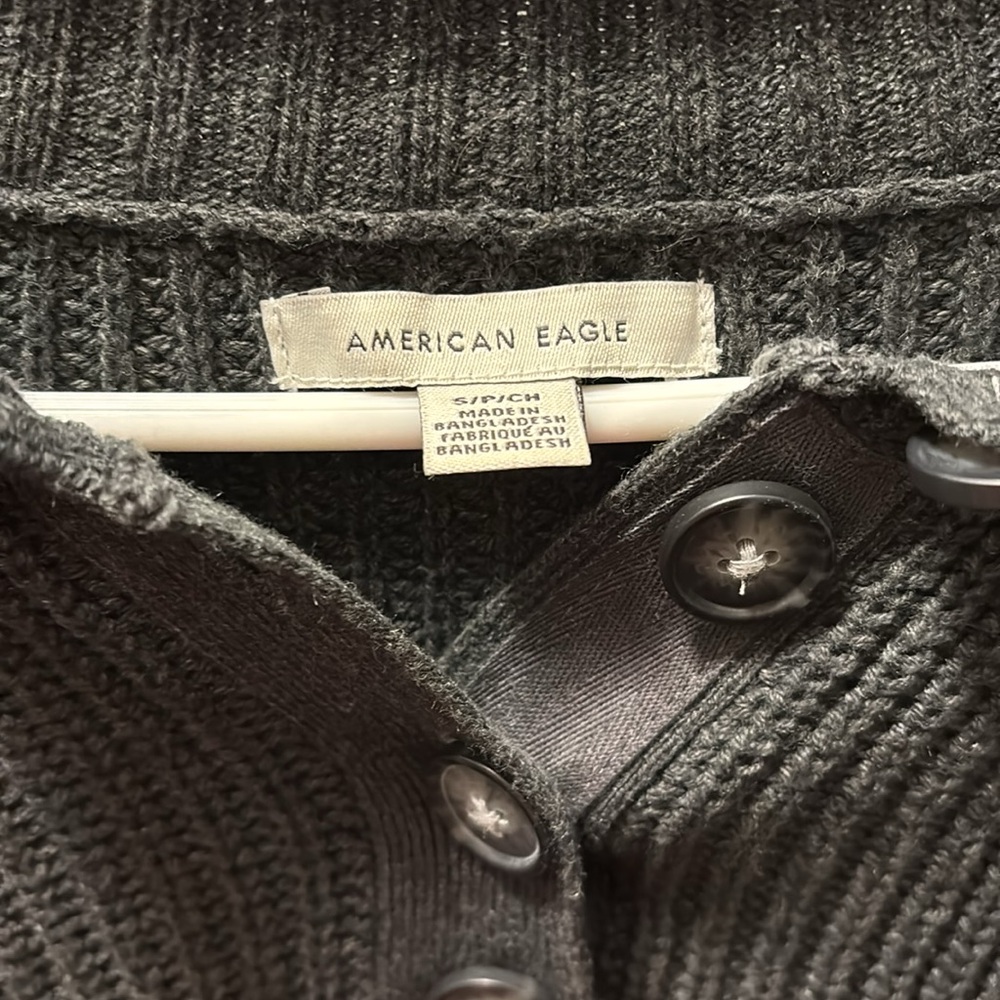 AMERICAN EAGLE
S/P/CH
MADE IN
BANGLADESH
FABRIQUÉ AU
BANGLADESH